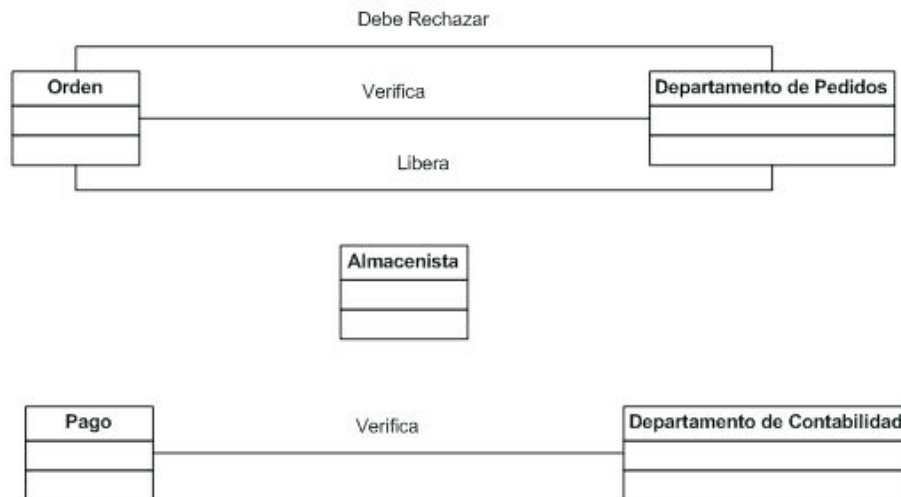 Debe Rechazar
Orden
Verifica
Departamento de Pedidos
Libera
Almacenista
Pago
Verifica
Departamento de Contabilidad